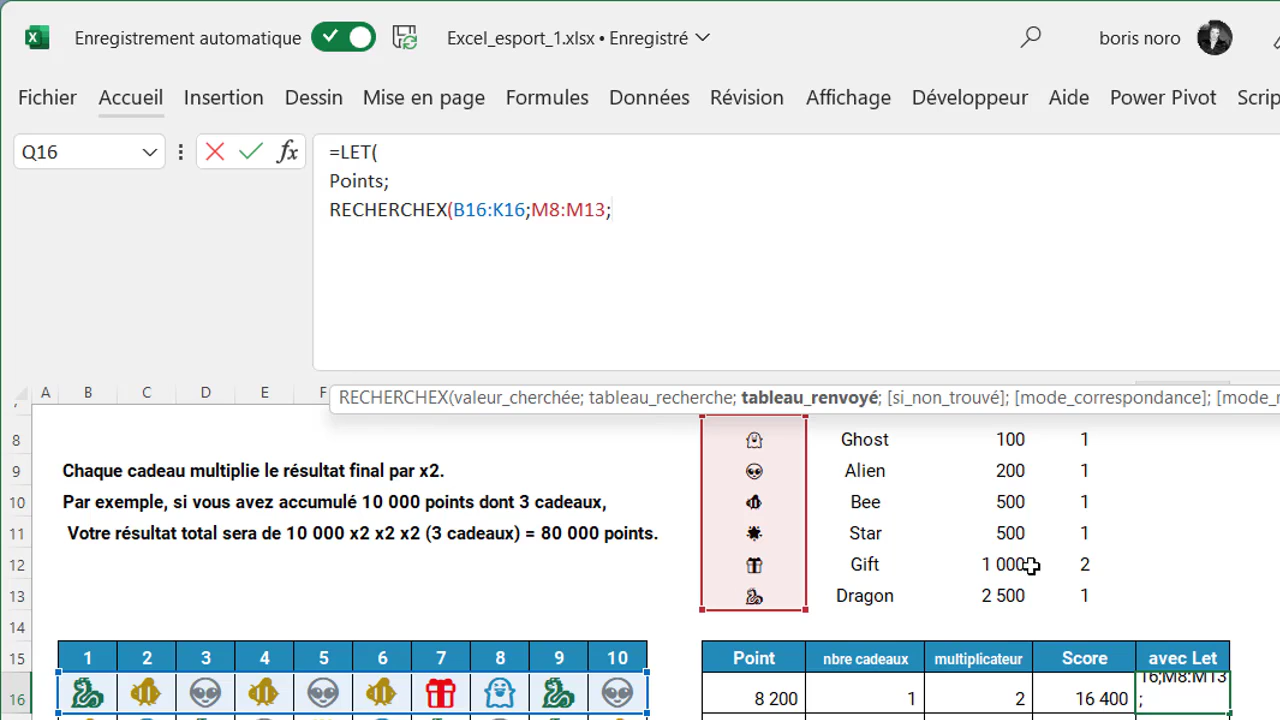 Enregistrement automatique Excel_esport_1.xlsx • Enregistré boris noro
Fichier Accueil Insertion Dessin Mise en page Formules Données Révision Affichage Développeur Aide Power Pivot Scrip
Q16 fx =LET(
Points;
RECHERCHEX(B16:K16;M8:M13;
A B C D E F
RECHERCHEX(valeur_cherchée; tableau_recherche; tableau_renvoyé; [si_non_trouvé]; [mode_correspondance]; [mode_r
8 Ghost 100 1
9 Chaque cadeau multiplie le résultat final par x2. Alien 200 1
10 Par exemple, si vous avez accumulé 10 000 points dont 3 cadeaux, Bee 500 1
11 Votre résultat total sera de 10 000 x2 x2 x2 (3 cadeaux) = 80 000 points. Star 500 1
12 Gift 1 000 2
13 Dragon 2 500 1
14
15 1 2 3 4 5 6 7 8 9 10 Point nbre cadeaux multiplicateur Score avec Let
16 8 200 1 2 16 400 16;M8:M13
;